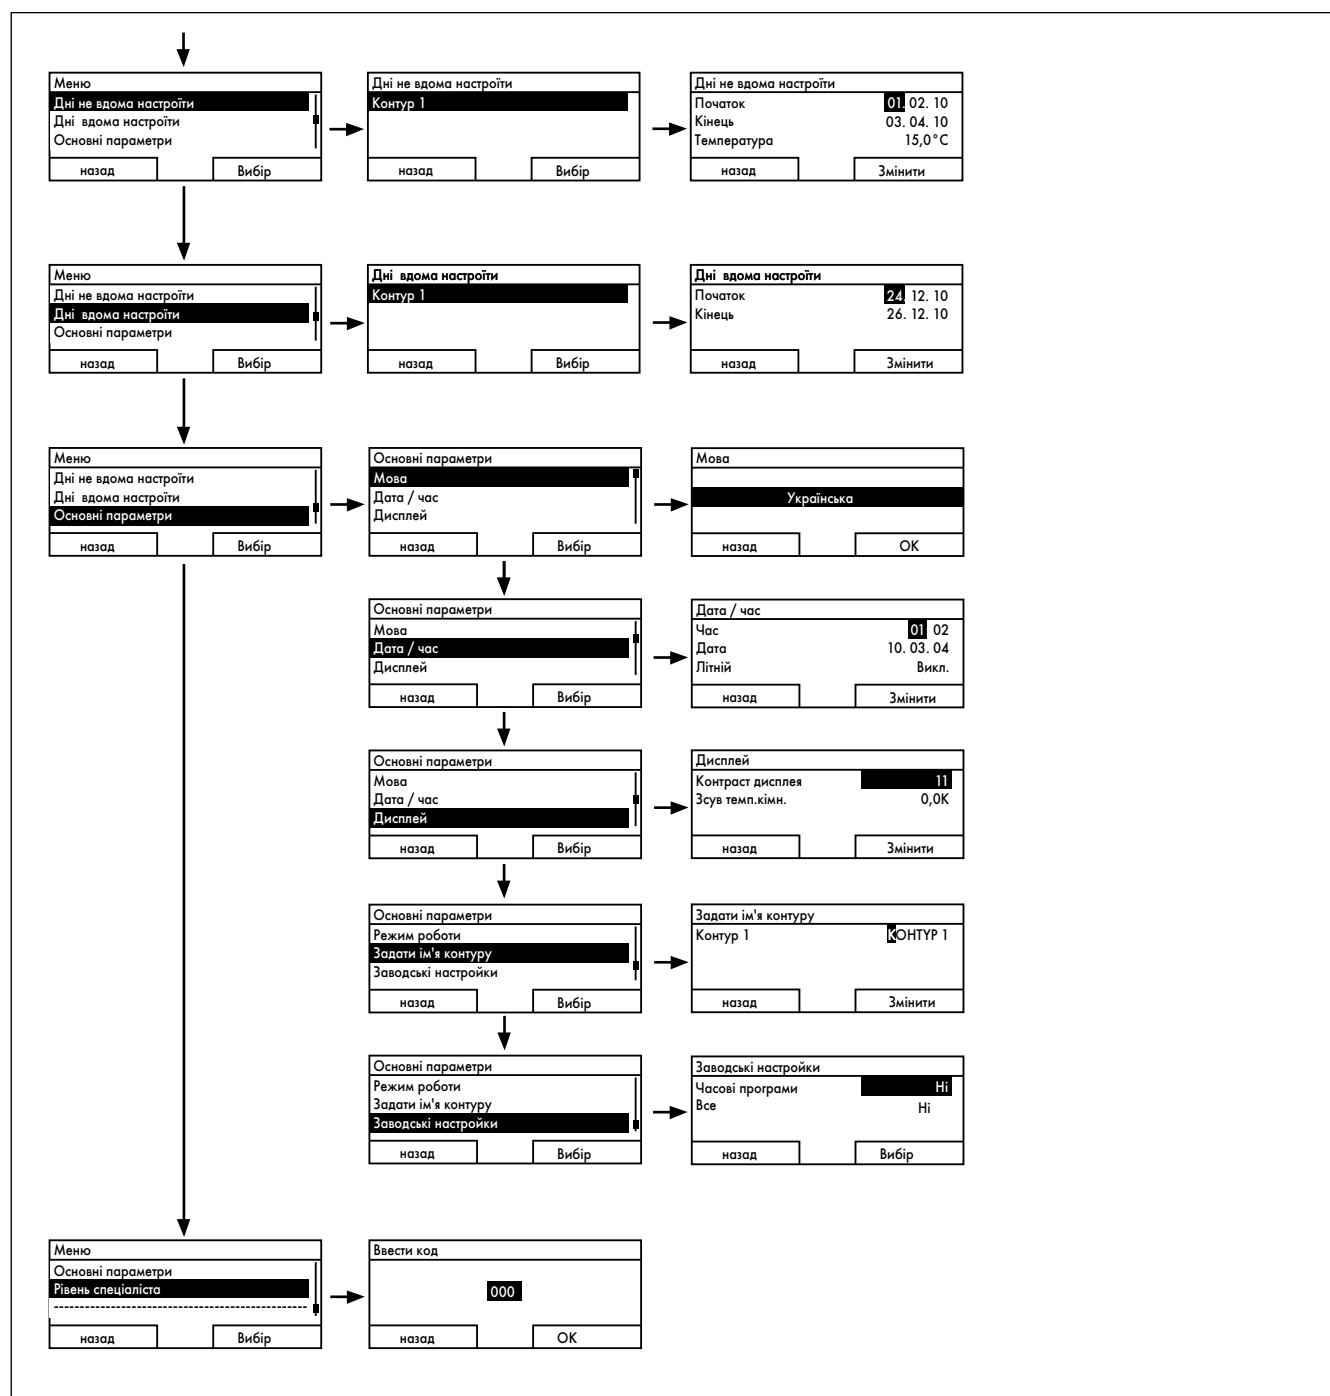 Меню
Дні не вдома настроїти
Дні вдома настроїти
Основні параметри
назад Вибір
Дні не вдома настроїти
Контур 1
назад Вибір
Дні не вдома настроїти
Початок 01. 02. 10
Кінець 03. 04. 10
Температура 15,0°C
назад Змінити
Меню
Дні не вдома настроїти
Дні вдома настроїти
Основні параметри
назад Вибір
Дні вдома настроїти
Контур 1
назад Вибір
Дні вдома настроїти
Початок 24. 12. 10
Кінець 26. 12. 10
назад Змінити
Меню
Дні не вдома настроїти
Дні вдома настроїти
Основні параметри
назад Вибір
Основні параметри
Мова
Дата / час
Дисплей
назад Вибір
Мова
Українська
назад ОК
Основні параметри
Мова
Дата / час
Дисплей
назад Вибір
Дата / час
Час 01 02
Дата 10. 03. 04
Літній Викл.
назад Змінити
Основні параметри
Мова
Дата / час
Дисплей
назад Вибір
Дисплей
Контраст дисплея 11
Зсув темп.кімн. 0,0K
назад Змінити
Основні параметри
Режим роботи
Задати ім'я контуру
Заводські настройки
назад Вибір
Задати ім'я контуру
Контур 1 КОНТУР 1
назад Змінити
Основні параметри
Режим роботи
Задати ім'я контуру
Заводські настройки
назад Вибір
Заводські настройки
Часові програми Ні
Все Ні
назад Вибір
Меню
Основні параметри
Рівень спеціаліста
--------------------------------------------------
назад Вибір
Ввести код
000
назад ОК